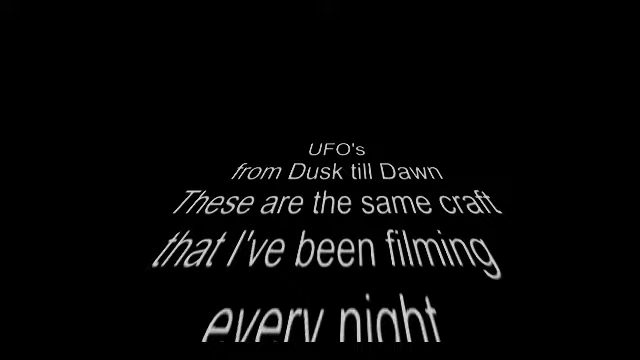 UFO's
from Dusk till Dawn
These are the same craft
that I've been filming
every night